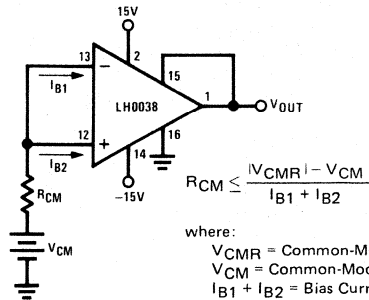 15V
13
2
15
IB1
LH0038
1
VOUT
12
16
IB2
14
RCM
-15V
VCM
RCM ≤ |VCMR| - VCM
IB1 + IB2
where:
VCMR = Common-M
VCM = Common-Mod
IB1 + IB2 = Bias Curr